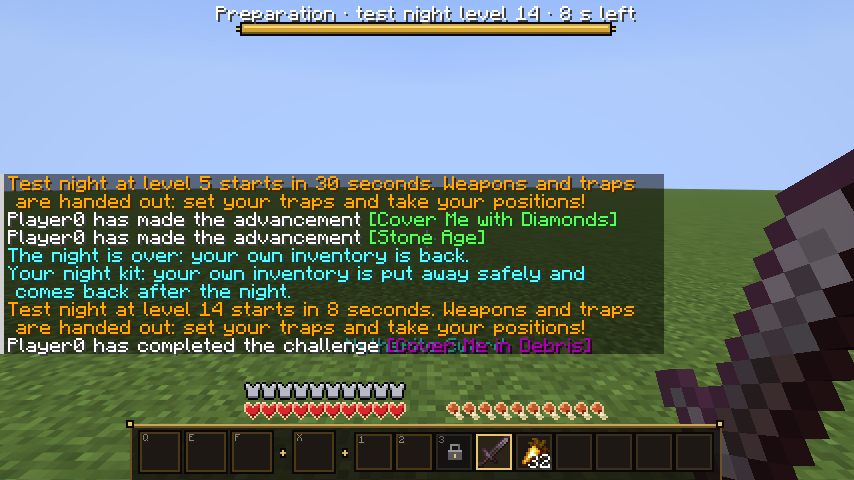 Preparation · test night level 14 · 8 s left
Test night at level 5 starts in 30 seconds. Weapons and traps
are handed out: set your traps and take your positions!
Player0 has made the advancement [Cover Me with Diamonds]
Player0 has made the advancement [Stone Age]
The night is over: your own inventory is back.
Your night kit: your own inventory is put away safely and
comes back after the night.
Test night at level 14 starts in 8 seconds. Weapons and traps
are handed out: set your traps and take your positions!
Player0 has completed the challenge [Cover Me in Debris]
Q E F X 1 2 3
32